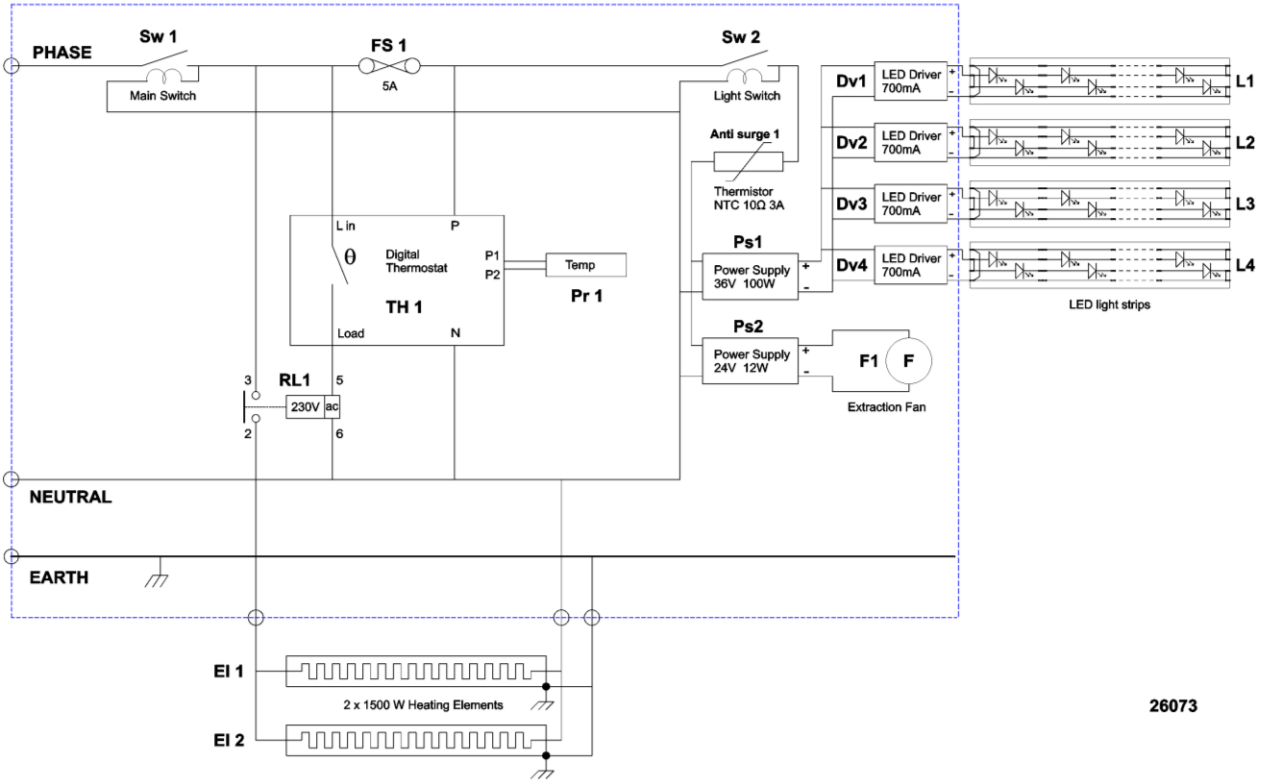 Sw 1
FS 1
Sw 2
PHASE
5A
Main Switch
Light Switch
Dv1
LED Driver
700mA
+
-
L1
Anti surge 1
Dv2
LED Driver
700mA
+
-
L2
Thermistor
NTC 10Ω 3A
Dv3
LED Driver
700mA
+
-
L3
L in
P
θ
Digital
Thermostat
P1
P2
Temp
TH 1
Pr 1
Load
N
Ps1
Power Supply
36V 100W
+
-
Dv4
LED Driver
700mA
+
-
L4
LED light strips
Ps2
Power Supply
24V 12W
+
-
F1
F
Extraction Fan
3
RL1
5
230V
ac
2
6
NEUTRAL
EARTH
El 1
2 x 1500 W Heating Elements
El 2
26073